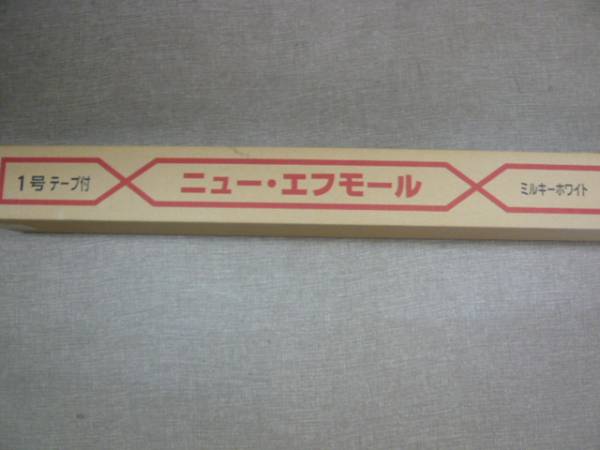 1号 テープ付
ニュー・エフモール
ミルキーホワイト